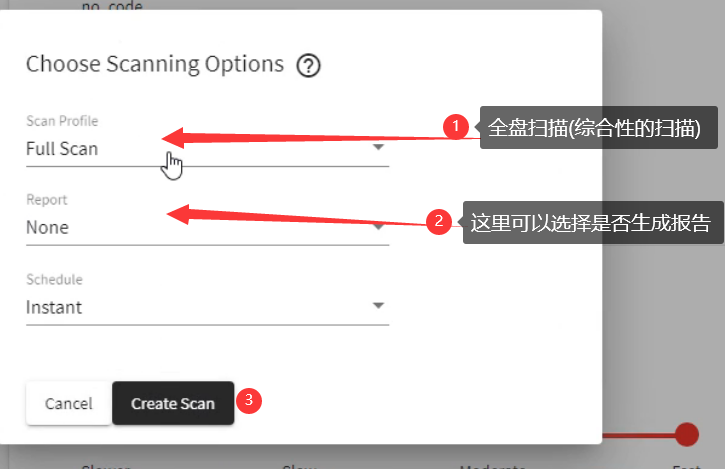 no_code
Choose Scanning Options ?
Scan Profile
1 全盘扫描(综合性的扫描)
Full Scan
Report
2 这里可以选择是否生成报告
None
Schedule
Instant
Cancel Create Scan 3
Slower Slow Moderate Fast